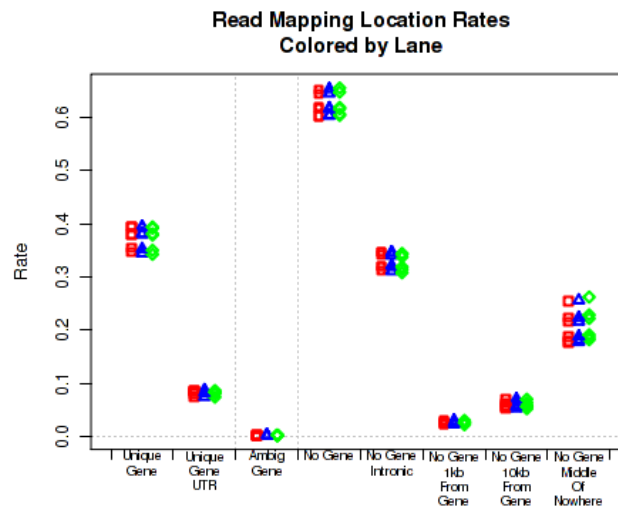 Read Mapping Location Rates
Colored by Lane
Rate
0.6
0.5
0.4
0.3
0.2
0.1
0.0
Unique
Gene
Unique
Gene
UTR
Ambig
Gene
No Gene
No Gene
Intronic
No Gene
1kb
From
Gene
No Gene
10kb
From
Gene
No Gene
Middle
Of
Nowhere